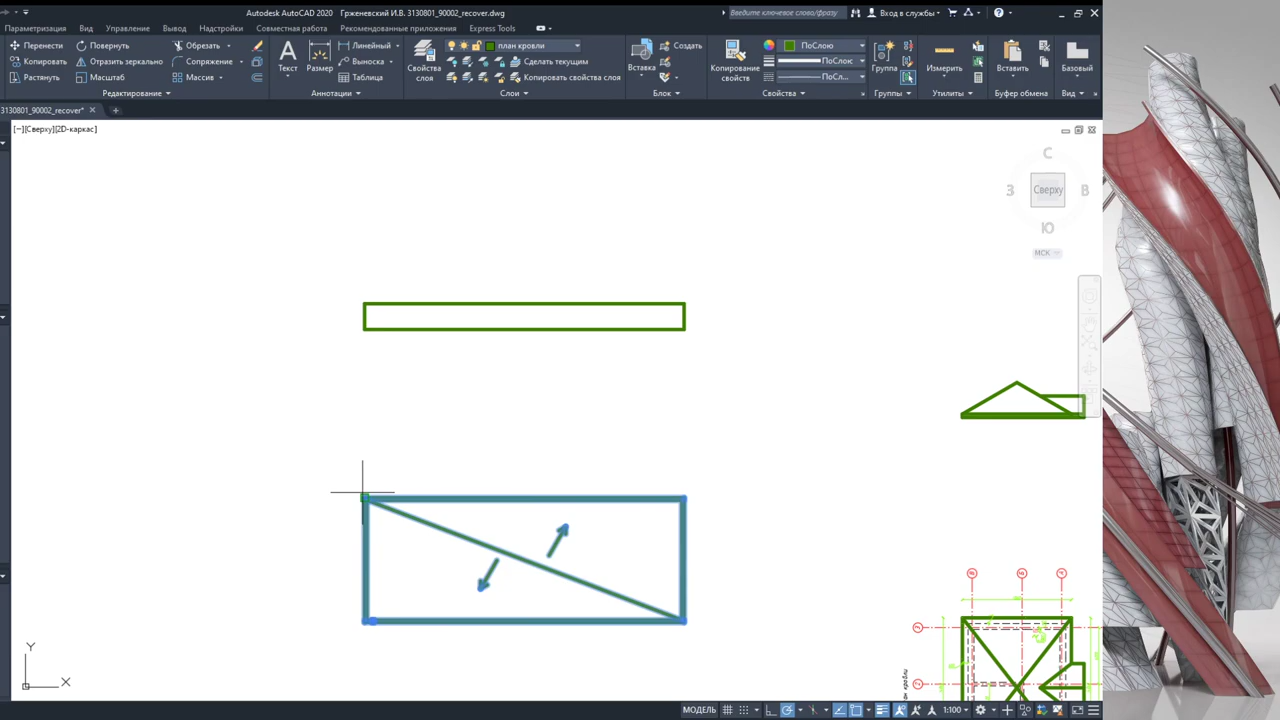 Autodesk AutoCAD 2020 Грженевский И.В. 3130801_90002_recover.dwg
Введите ключевое слово/фразу
Вход в службы
Параметризация Вид Управление Вывод Надстройки Совместная работа Рекомендованные приложения Express Tools
Перенести Повернуть Обрезать
Копировать Отразить зеркально Сопряжение
Растянуть Масштаб Массив
Редактирование
Текст Размер
Линейный
Выноска
Таблица
Аннотации
Свойства слоя
план кровли
Сделать текущим
Копировать свойства слоя
Слои
Вставка
Создать
Блок
Копирование свойств
ПоСлою
ПоСлою
ПоСл...
Свойства
Группа
Группы
Измерить
Утилиты
Вставить
Буфер обмена
Базовый
Вид
3130801_90002_recover*
[−][Сверху][2D-каркас]
С
З Сверху В
Ю
МСК
Y
X
МОДЕЛЬ
1:100